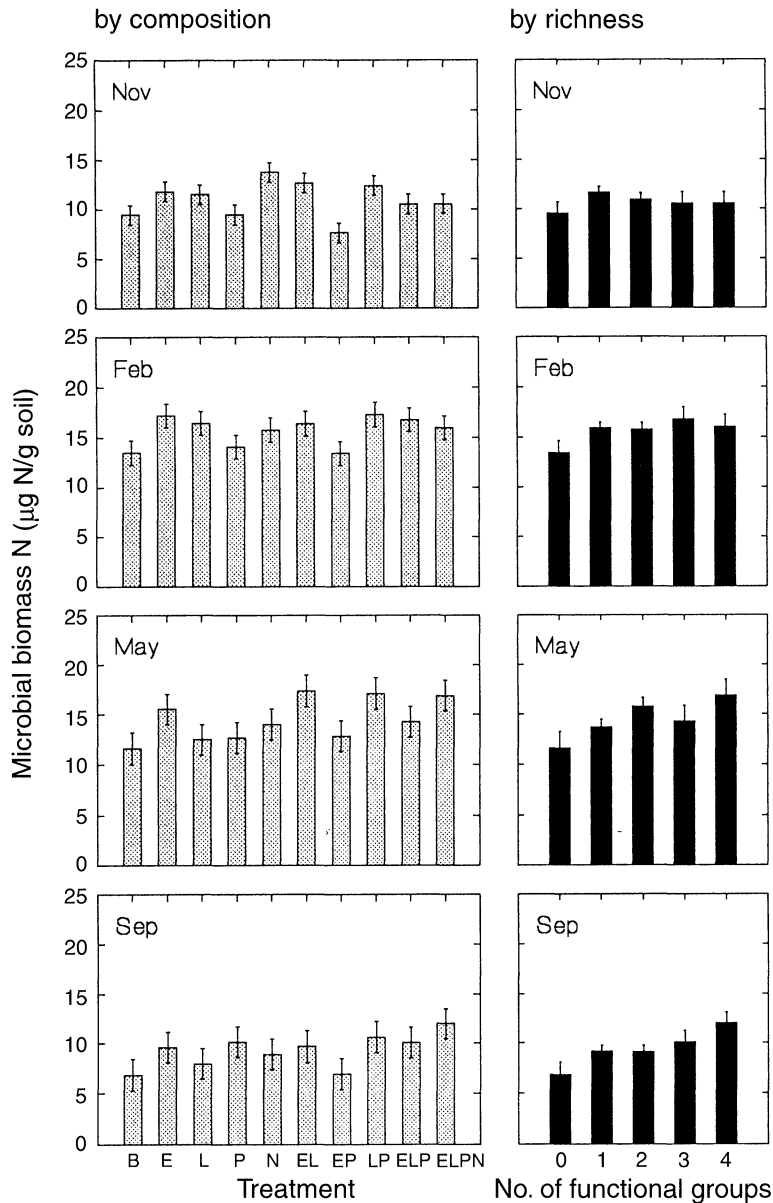 by composition
by richness
25
20
15
10
5
0
Nov
Nov
25
20
15
10
5
0
Feb
Feb
25
20
15
10
5
0
May
May
25
20
15
10
5
0
Sep
Sep
Microbial biomass N (µg N/g soil)
B E L P N EL EP LP ELP ELPN
0 1 2 3 4
Treatment
No. of functional groups